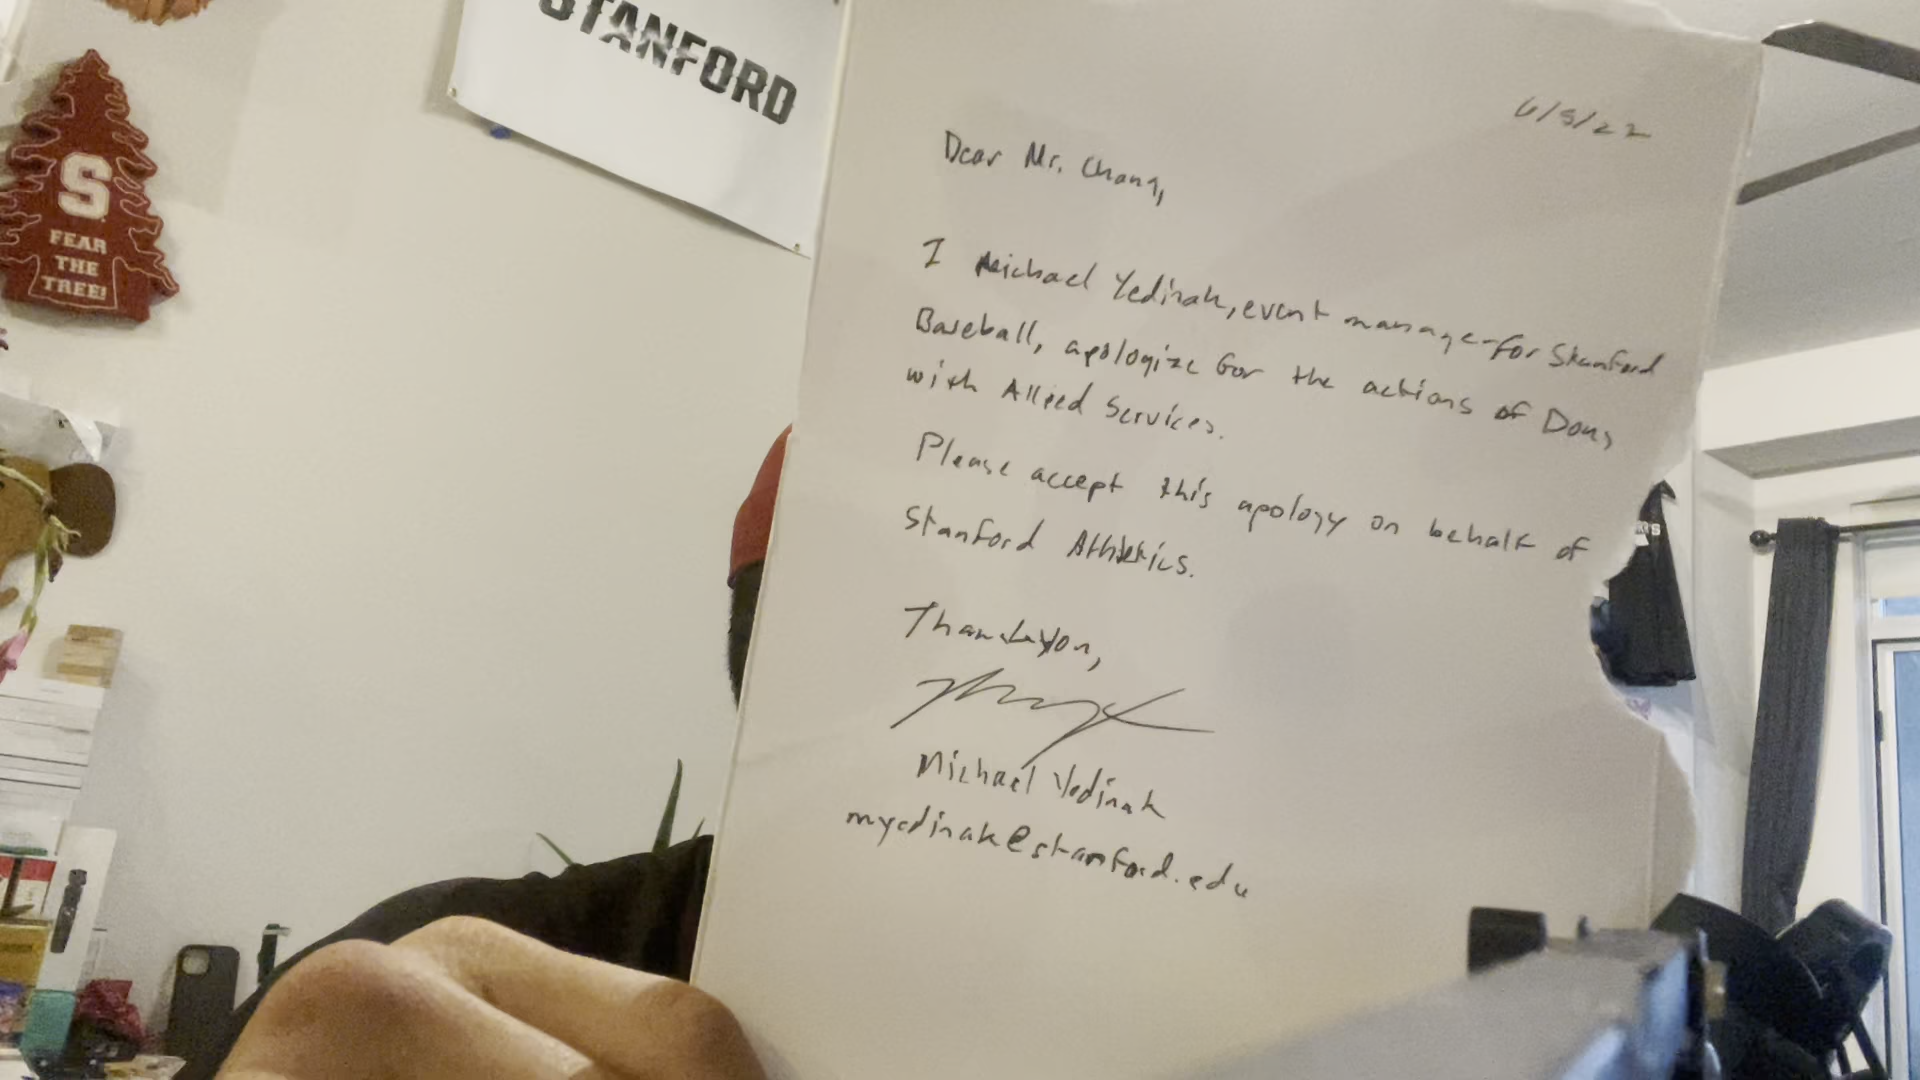 STANFORD
S
FEAR
THE
TREE!
6/5/22
Dear Mr. Chang,
I Michael Yedinak, event manager for Stanford
Baseball, apologize for the actions of Doug
with Allied Services.
Please accept this apology on behalf of
Stanford Athletics.
Thank you,
Michael Yedinak
myedinak@stanford.edu